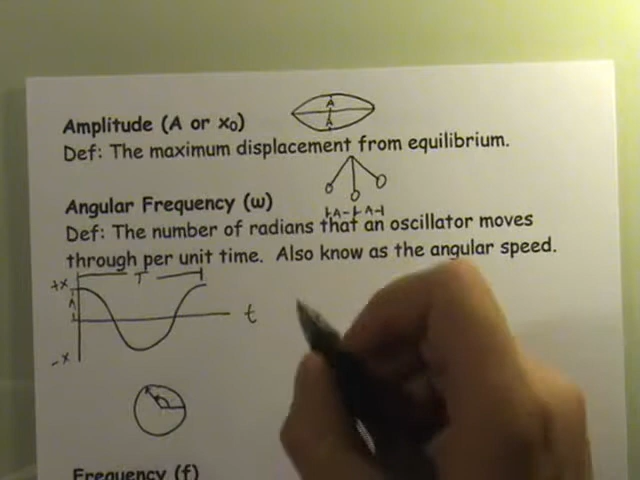 Amplitude (A or x₀)
A
A
Def: The maximum displacement from equilibrium.
Angular Frequency (ω)
A A
Def: The number of radians that an oscillator moves
through per unit time. Also know as the angular speed.
+x
T
A
t
-x
Frequency (f)